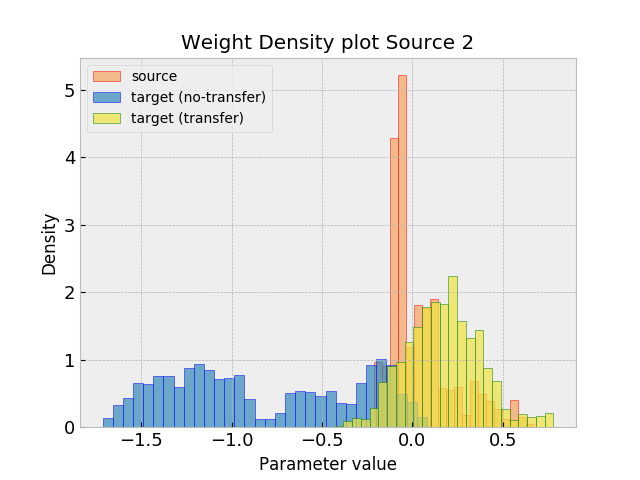 Weight Density plot Source 2
source
target (no-transfer)
target (transfer)
Density
5
4
3
2
1
0
−1.5 −1.0 −0.5 0.0 0.5
Parameter value